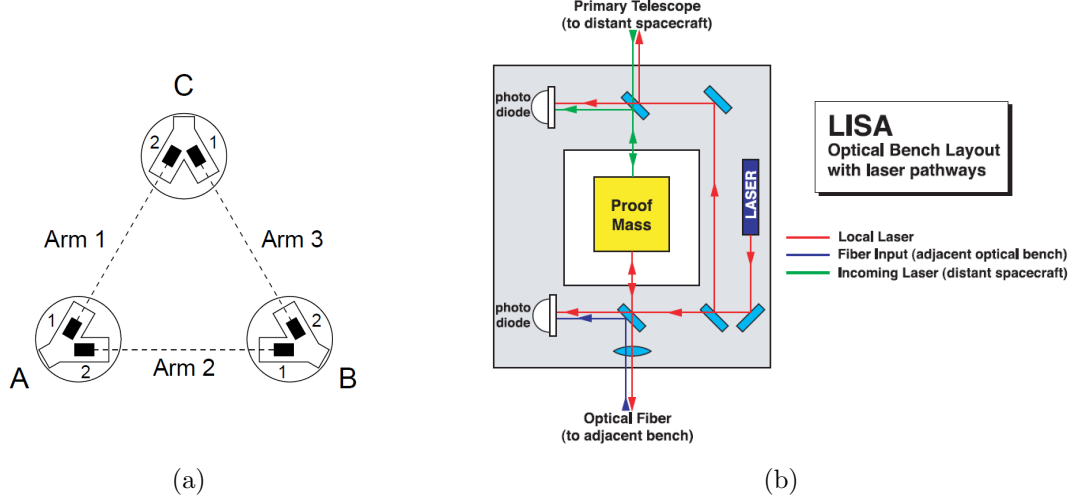 C
2
1
Arm 1
Arm 3
1
2
A
2
Arm 2
1
B
(a)
Primary Telescope
(to distant spacecraft)
photo
diode
Proof
Mass
LASER
photo
diode
Optical Fiber
(to adjacent bench)
LISA
Optical Bench Layout
with laser pathways
Local Laser
Fiber Input (adjacent optical bench)
Incoming Laser (distant spacecraft)
(b)